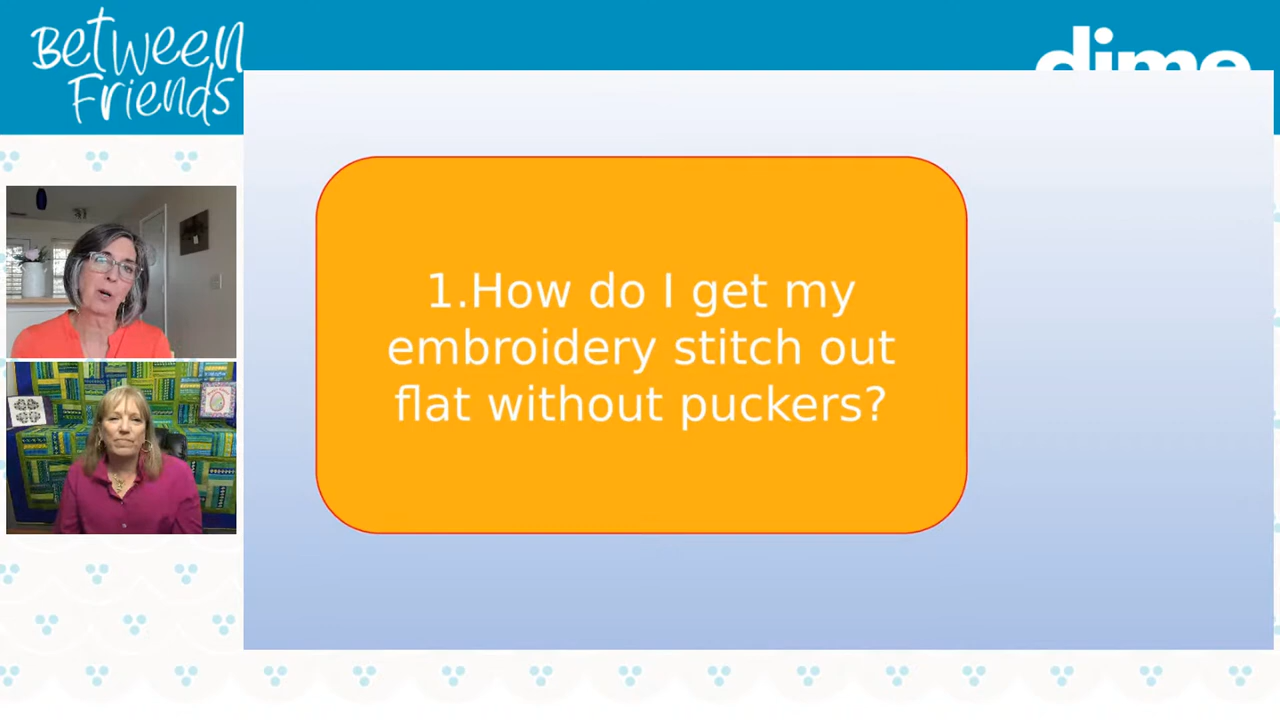 Between
Friends
dime
1.How do I get my
embroidery stitch out
flat without puckers?